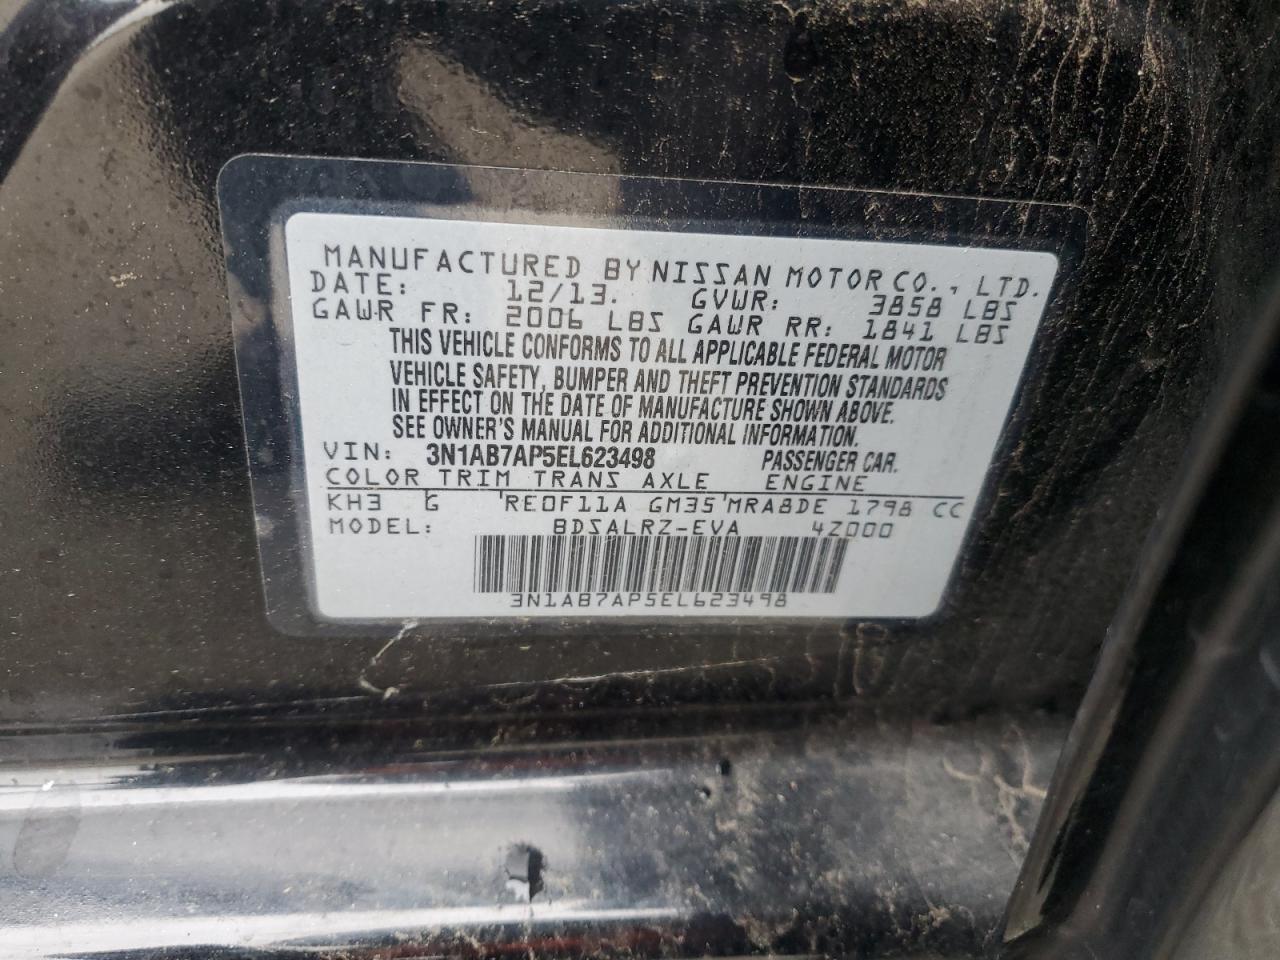 MANUFACTURED BY NISSAN MOTOR CO., LTD.
DATE: 12/13. GVWR: 3858 LBS
GAWR FR: 2006 LBS GAWR RR: 1841 LBS
THIS VEHICLE CONFORMS TO ALL APPLICABLE FEDERAL MOTOR
VEHICLE SAFETY, BUMPER AND THEFT PREVENTION STANDARDS
IN EFFECT ON THE DATE OF MANUFACTURE SHOWN ABOVE.
SEE OWNER'S MANUAL FOR ADDITIONAL INFORMATION.
VIN: 3N1AB7AP5EL623498 PASSENGER CAR.
COLOR TRIM TRANS AXLE ENGINE
KH3 G RE0F11A GM35 MRA8DE 1798 CC
MODEL: BDSALRZ-EVA 4Z000
3N1AB7AP5EL623498